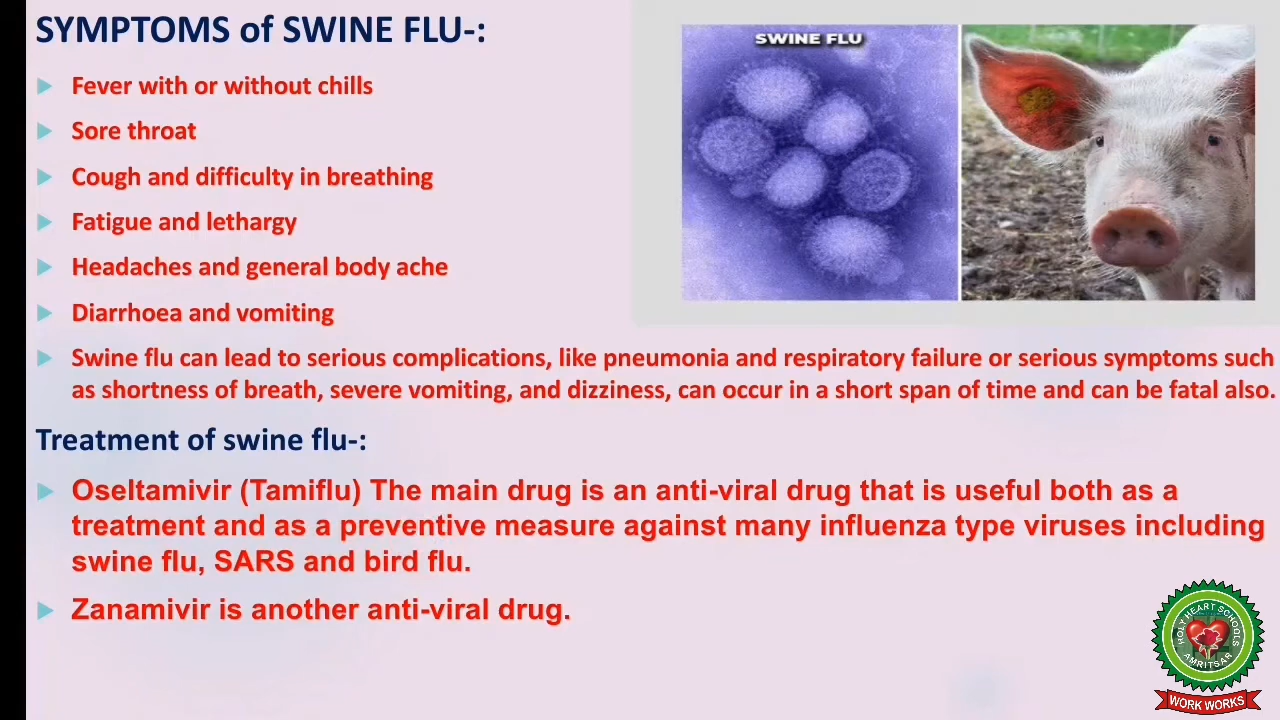 SYMPTOMS of SWINE FLU-:
SWINE FLU
Fever with or without chills
Sore throat
Cough and difficulty in breathing
Fatigue and lethargy
Headaches and general body ache
Diarrhoea and vomiting
Swine flu can lead to serious complications, like pneumonia and respiratory failure or serious symptoms such
as shortness of breath, severe vomiting, and dizziness, can occur in a short span of time and can be fatal also.
Treatment of swine flu-:
Oseltamivir (Tamiflu) The main drug is an anti-viral drug that is useful both as a
treatment and as a preventive measure against many influenza type viruses including
swine flu, SARS and bird flu.
Zanamivir is another anti-viral drug.
HOLY HEART SCHOOLS
AMRITSAR
WORK WORKS